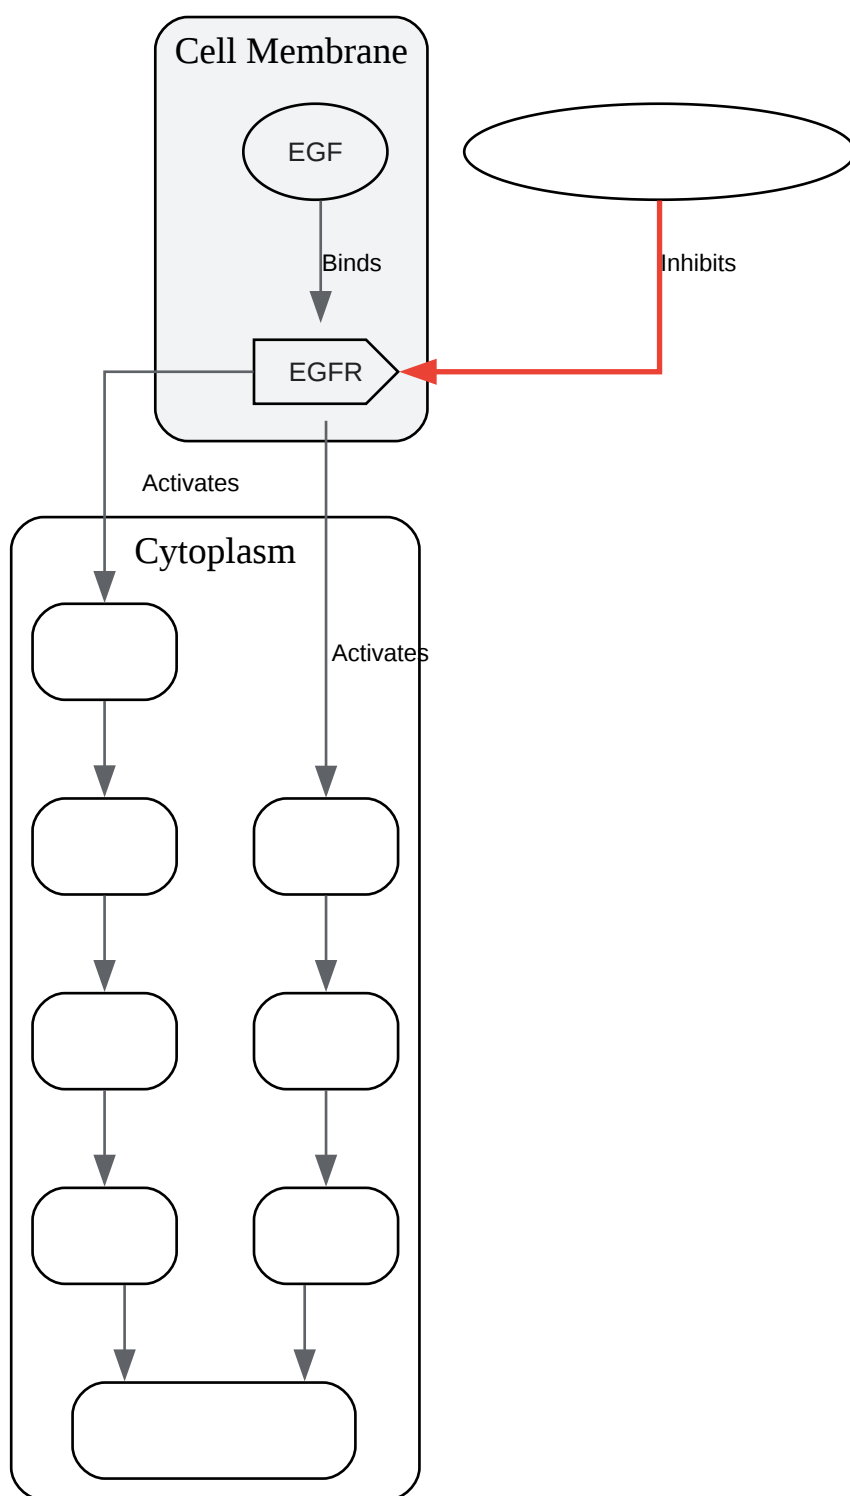 Cell Membrane
EGF
Binds
Inhibits
EGFR
Activates
Cytoplasm
Activates